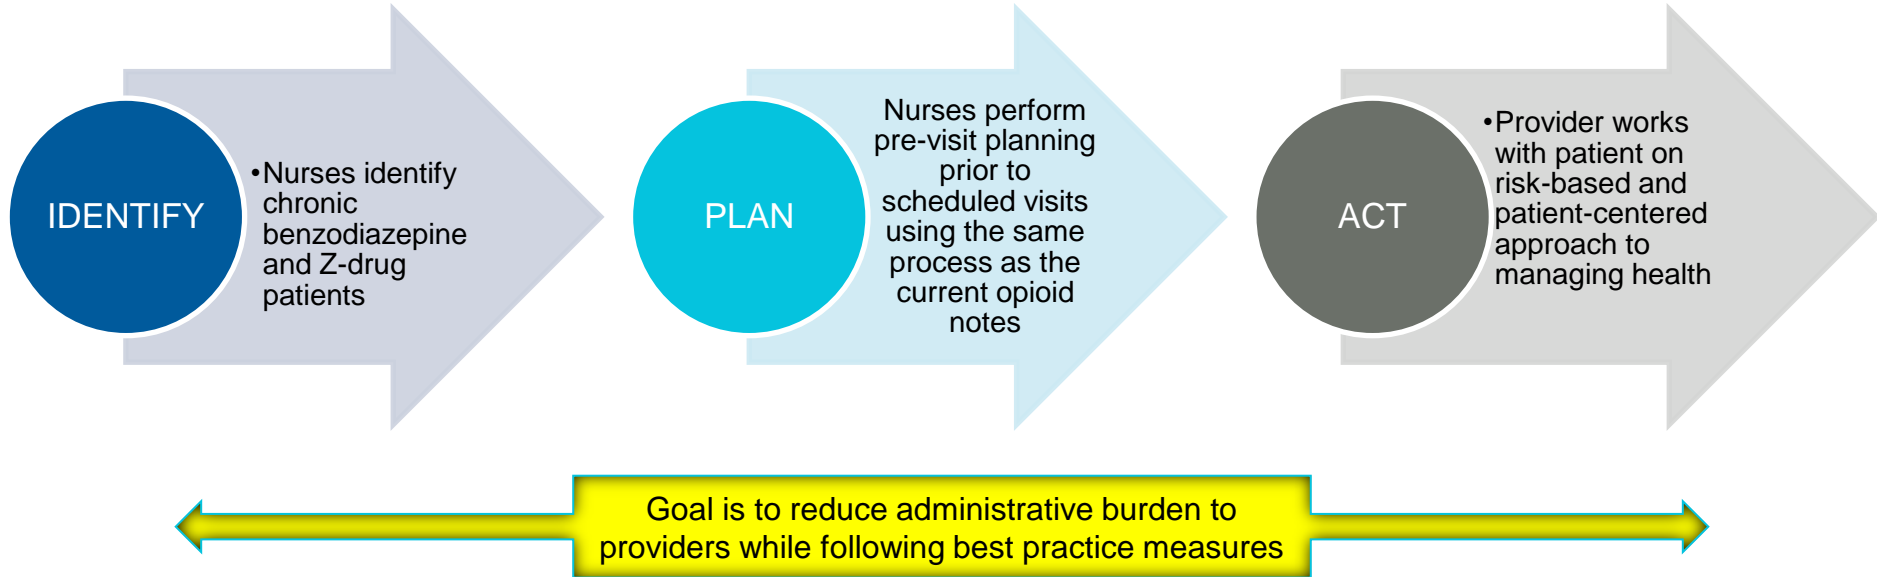 IDENTIFY
•Nurses identify
chronic
benzodiazepine
and Z-drug
patients
PLAN
Nurses perform
pre-visit planning
prior to
scheduled visits
using the same
process as the
current opioid
notes
ACT
•Provider works
with patient on
risk-based and
patient-centered
approach to
managing health
Goal is to reduce administrative burden to
providers while following best practice measures